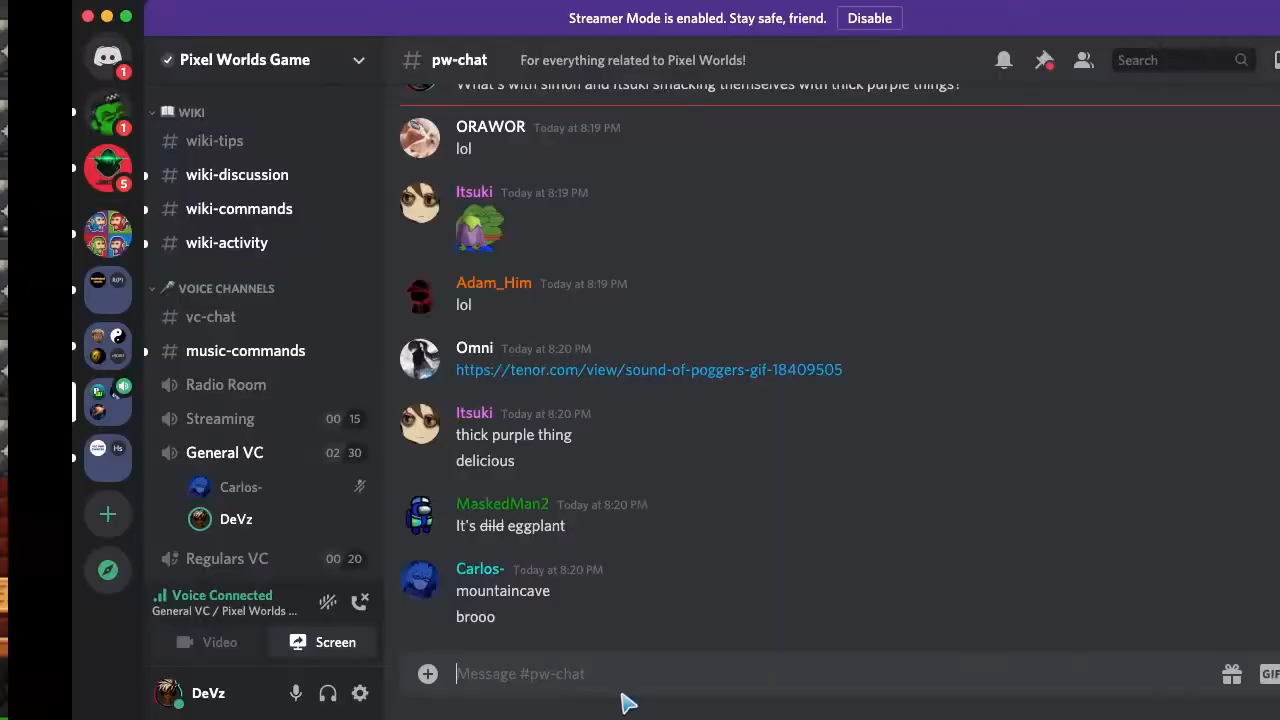 Streamer Mode is enabled. Stay safe, friend. Disable
1
1
5
Pixel Worlds Game
WIKI
wiki-tips
wiki-discussion
wiki-commands
wiki-activity
VOICE CHANNELS
vc-chat
music-commands
Radio Room
Streaming 00 15
General VC 02 30
Carlos-
DeVz
Regulars VC 00 20
Voice Connected
General VC / Pixel Worlds ...
Video Screen
DeVz
# pw-chat For everything related to Pixel Worlds! Search
What's with simon and Itsuki smacking themselves with thick purple things?
ORAWOR Today at 8:19 PM
lol
Itsuki Today at 8:19 PM
Adam_Him Today at 8:19 PM
lol
Omni Today at 8:20 PM
https://tenor.com/view/sound-of-poggers-gif-18409505
Itsuki Today at 8:20 PM
thick purple thing
delicious
MaskedMan2 Today at 8:20 PM
It's dild eggplant
Carlos- Today at 8:20 PM
mountaincave
brooo
Message #pw-chat
GIF